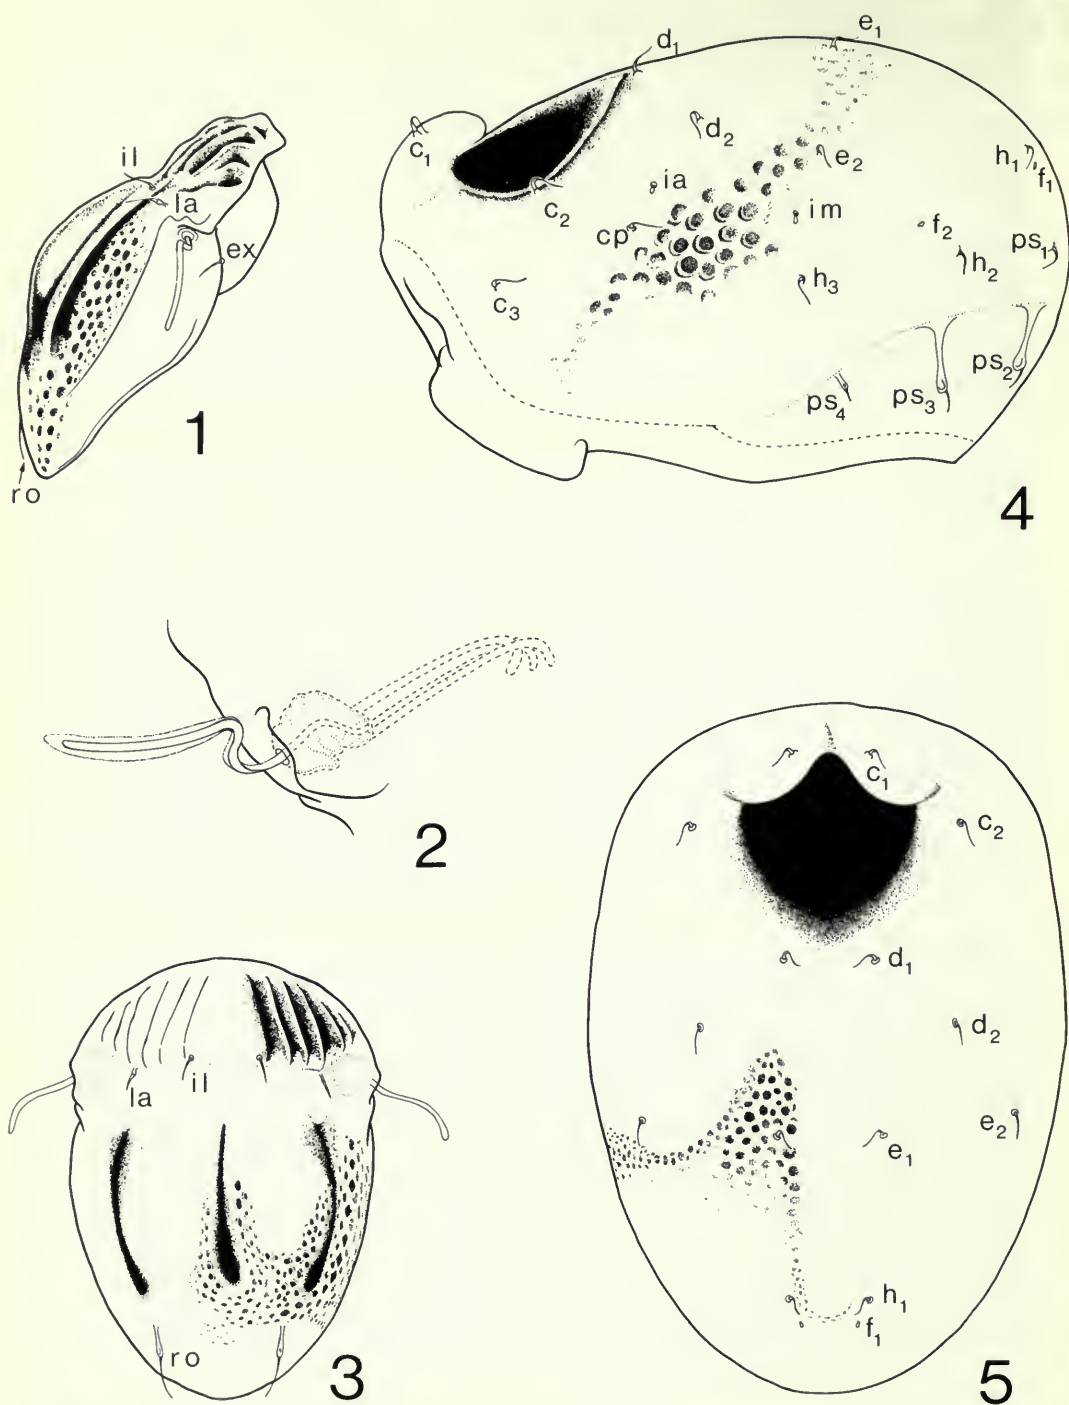 il
la
ex
ro
1
c₁
d₁
e₁
d₂
e₂
ia
c₂
cp
im
c₃
h₃
f₂
h₁
f₁
h₂
ps₁
ps₂
ps₃
ps₄
4
2
la
il
ro
3
c₁
c₂
d₁
d₂
e₂
e₁
h₁
f₁
5